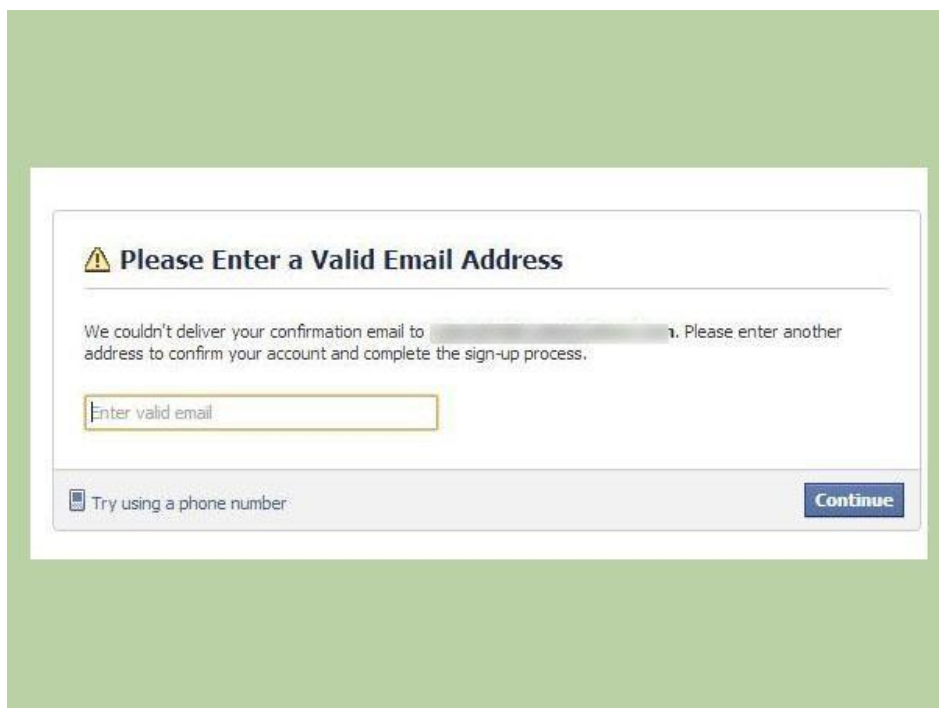 Please Enter a Valid Email Address
We couldn't deliver your confirmation email to . Please enter another
address to confirm your account and complete the sign-up process.
Enter valid email
Try using a phone number
Continue